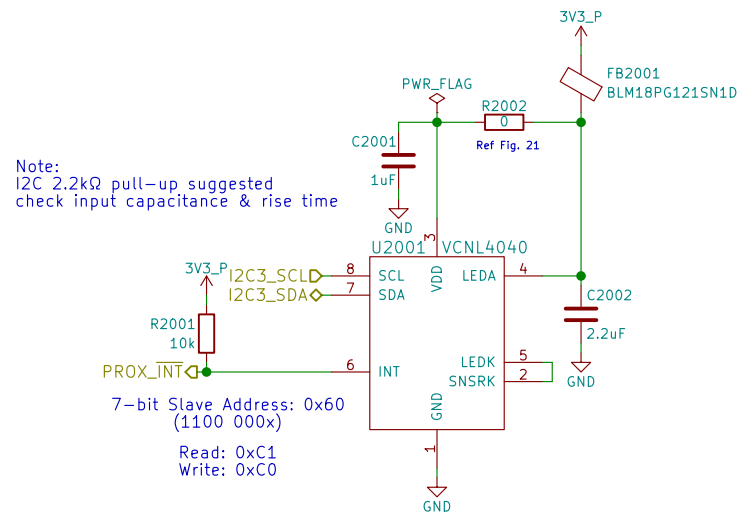 3V3_P
FB2001
BLM18PG121SN1D
PWR_FLAG
R2002
0
Ref Fig. 21
C2001
1uF
GND
Note:
I2C 2.2kΩ pull-up suggested
check input capacitance & rise time
U2001 VCNL4040
3
VDD
3V3_P
I2C3_SCL 8 SCL
I2C3_SDA 7 SDA
LEDA 4
C2002
2.2uF
GND
R2001
10k
PROX_INT 6 INT
LEDK 5
SNSRK 2
7-bit Slave Address: 0x60
(1100 000x)
Read: 0xC1
Write: 0xC0
GND
1
GND